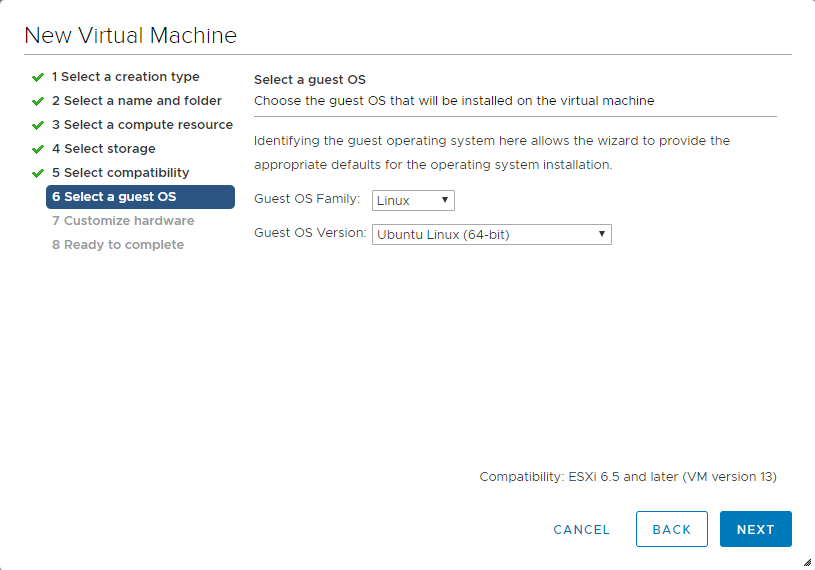 New Virtual Machine
1 Select a creation type
2 Select a name and folder
3 Select a compute resource
4 Select storage
5 Select compatibility
6 Select a guest OS
7 Customize hardware
8 Ready to complete
Select a guest OS
Choose the guest OS that will be installed on the virtual machine
Identifying the guest operating system here allows the wizard to provide the
appropriate defaults for the operating system installation.
Guest OS Family: Linux
Guest OS Version: Ubuntu Linux (64-bit)
Compatibility: ESXi 6.5 and later (VM version 13)
CANCEL BACK NEXT